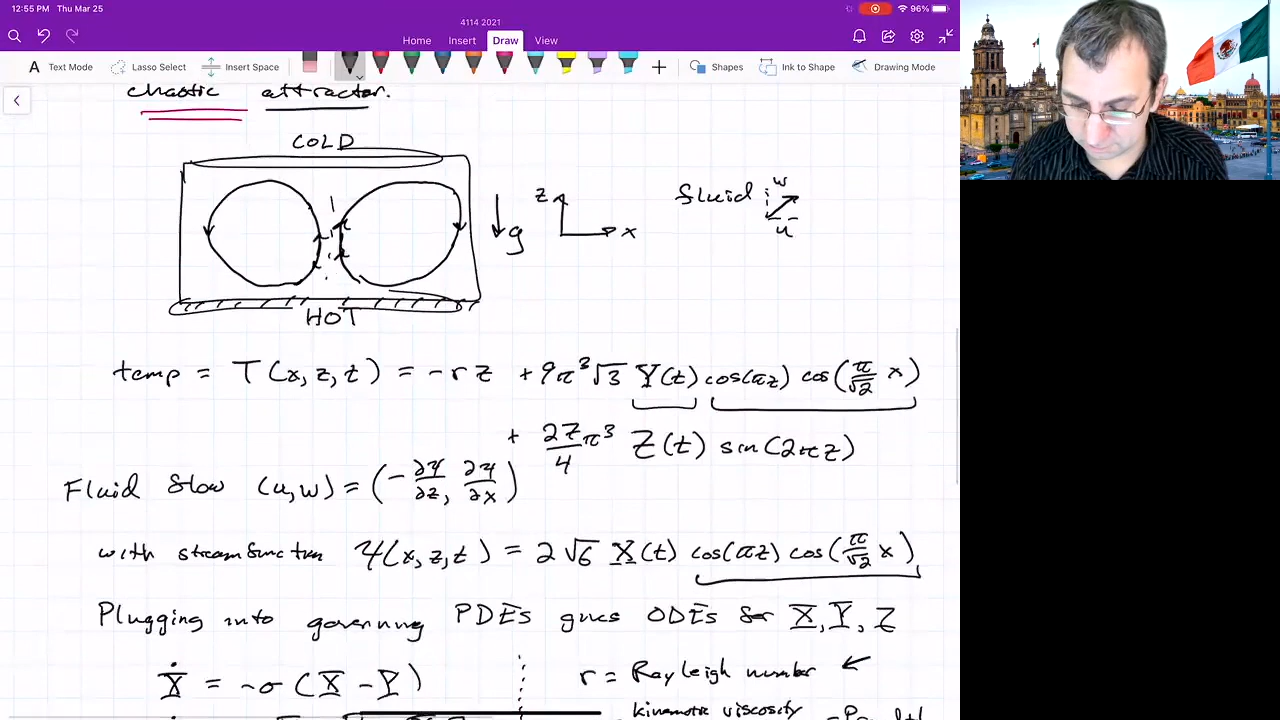 12:55 PM Thu Mar 25
96%
4114 2021
Home Insert Draw View
A Text Mode Lasso Select Insert Space Shapes Ink to Shape Drawing Mode
chaotic attractor.
COLD
g z x
fluid w u
HOT
temp = T(x,z,t) = -rz + 9π³√3 Y(t) cos(πz) cos(π/√2 x)
+ 27/4 π³ Z(t) sin(2πz)
Fluid flow (u,w) = (-∂ψ/∂z, ∂ψ/∂x)
with streamfunction ψ(x,z,t) = 2√6 X(t) cos(πz) cos(π/√2 x)
Plugging into governing PDEs gives ODEs for X, Y, Z
Ẋ = -σ(X - Y)
r = Rayleigh number ←
kinematic viscosity